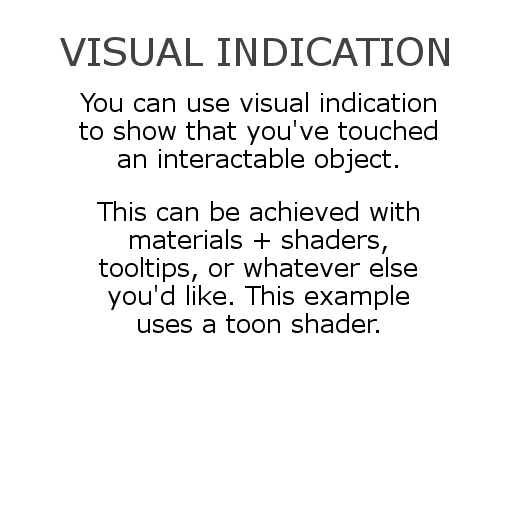 VISUAL INDICATION
You can use visual indication
to show that you've touched
an interactable object.
This can be achieved with
materials + shaders,
tooltips, or whatever else
you'd like. This example
uses a toon shader.